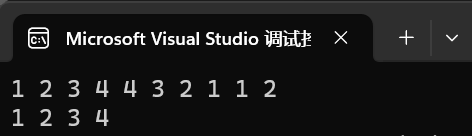 Microsoft Visual Studio 调试
1 2 3 4 4 3 2 1 1 2
1 2 3 4